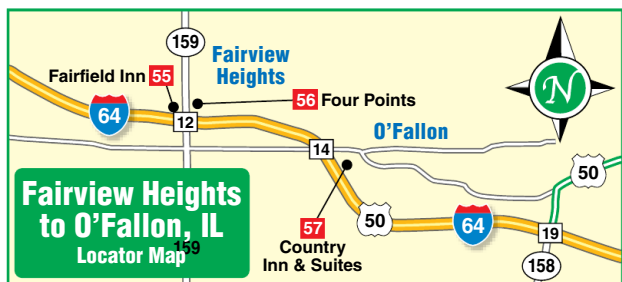 159
Fairview
Heights
Fairfield Inn 55
56 Four Points
64
12
O'Fallon
N
14
50
Fairview Heights
to O'Fallon, IL
Locator Map
159
57
Country
Inn & Suites
50
64
19
158